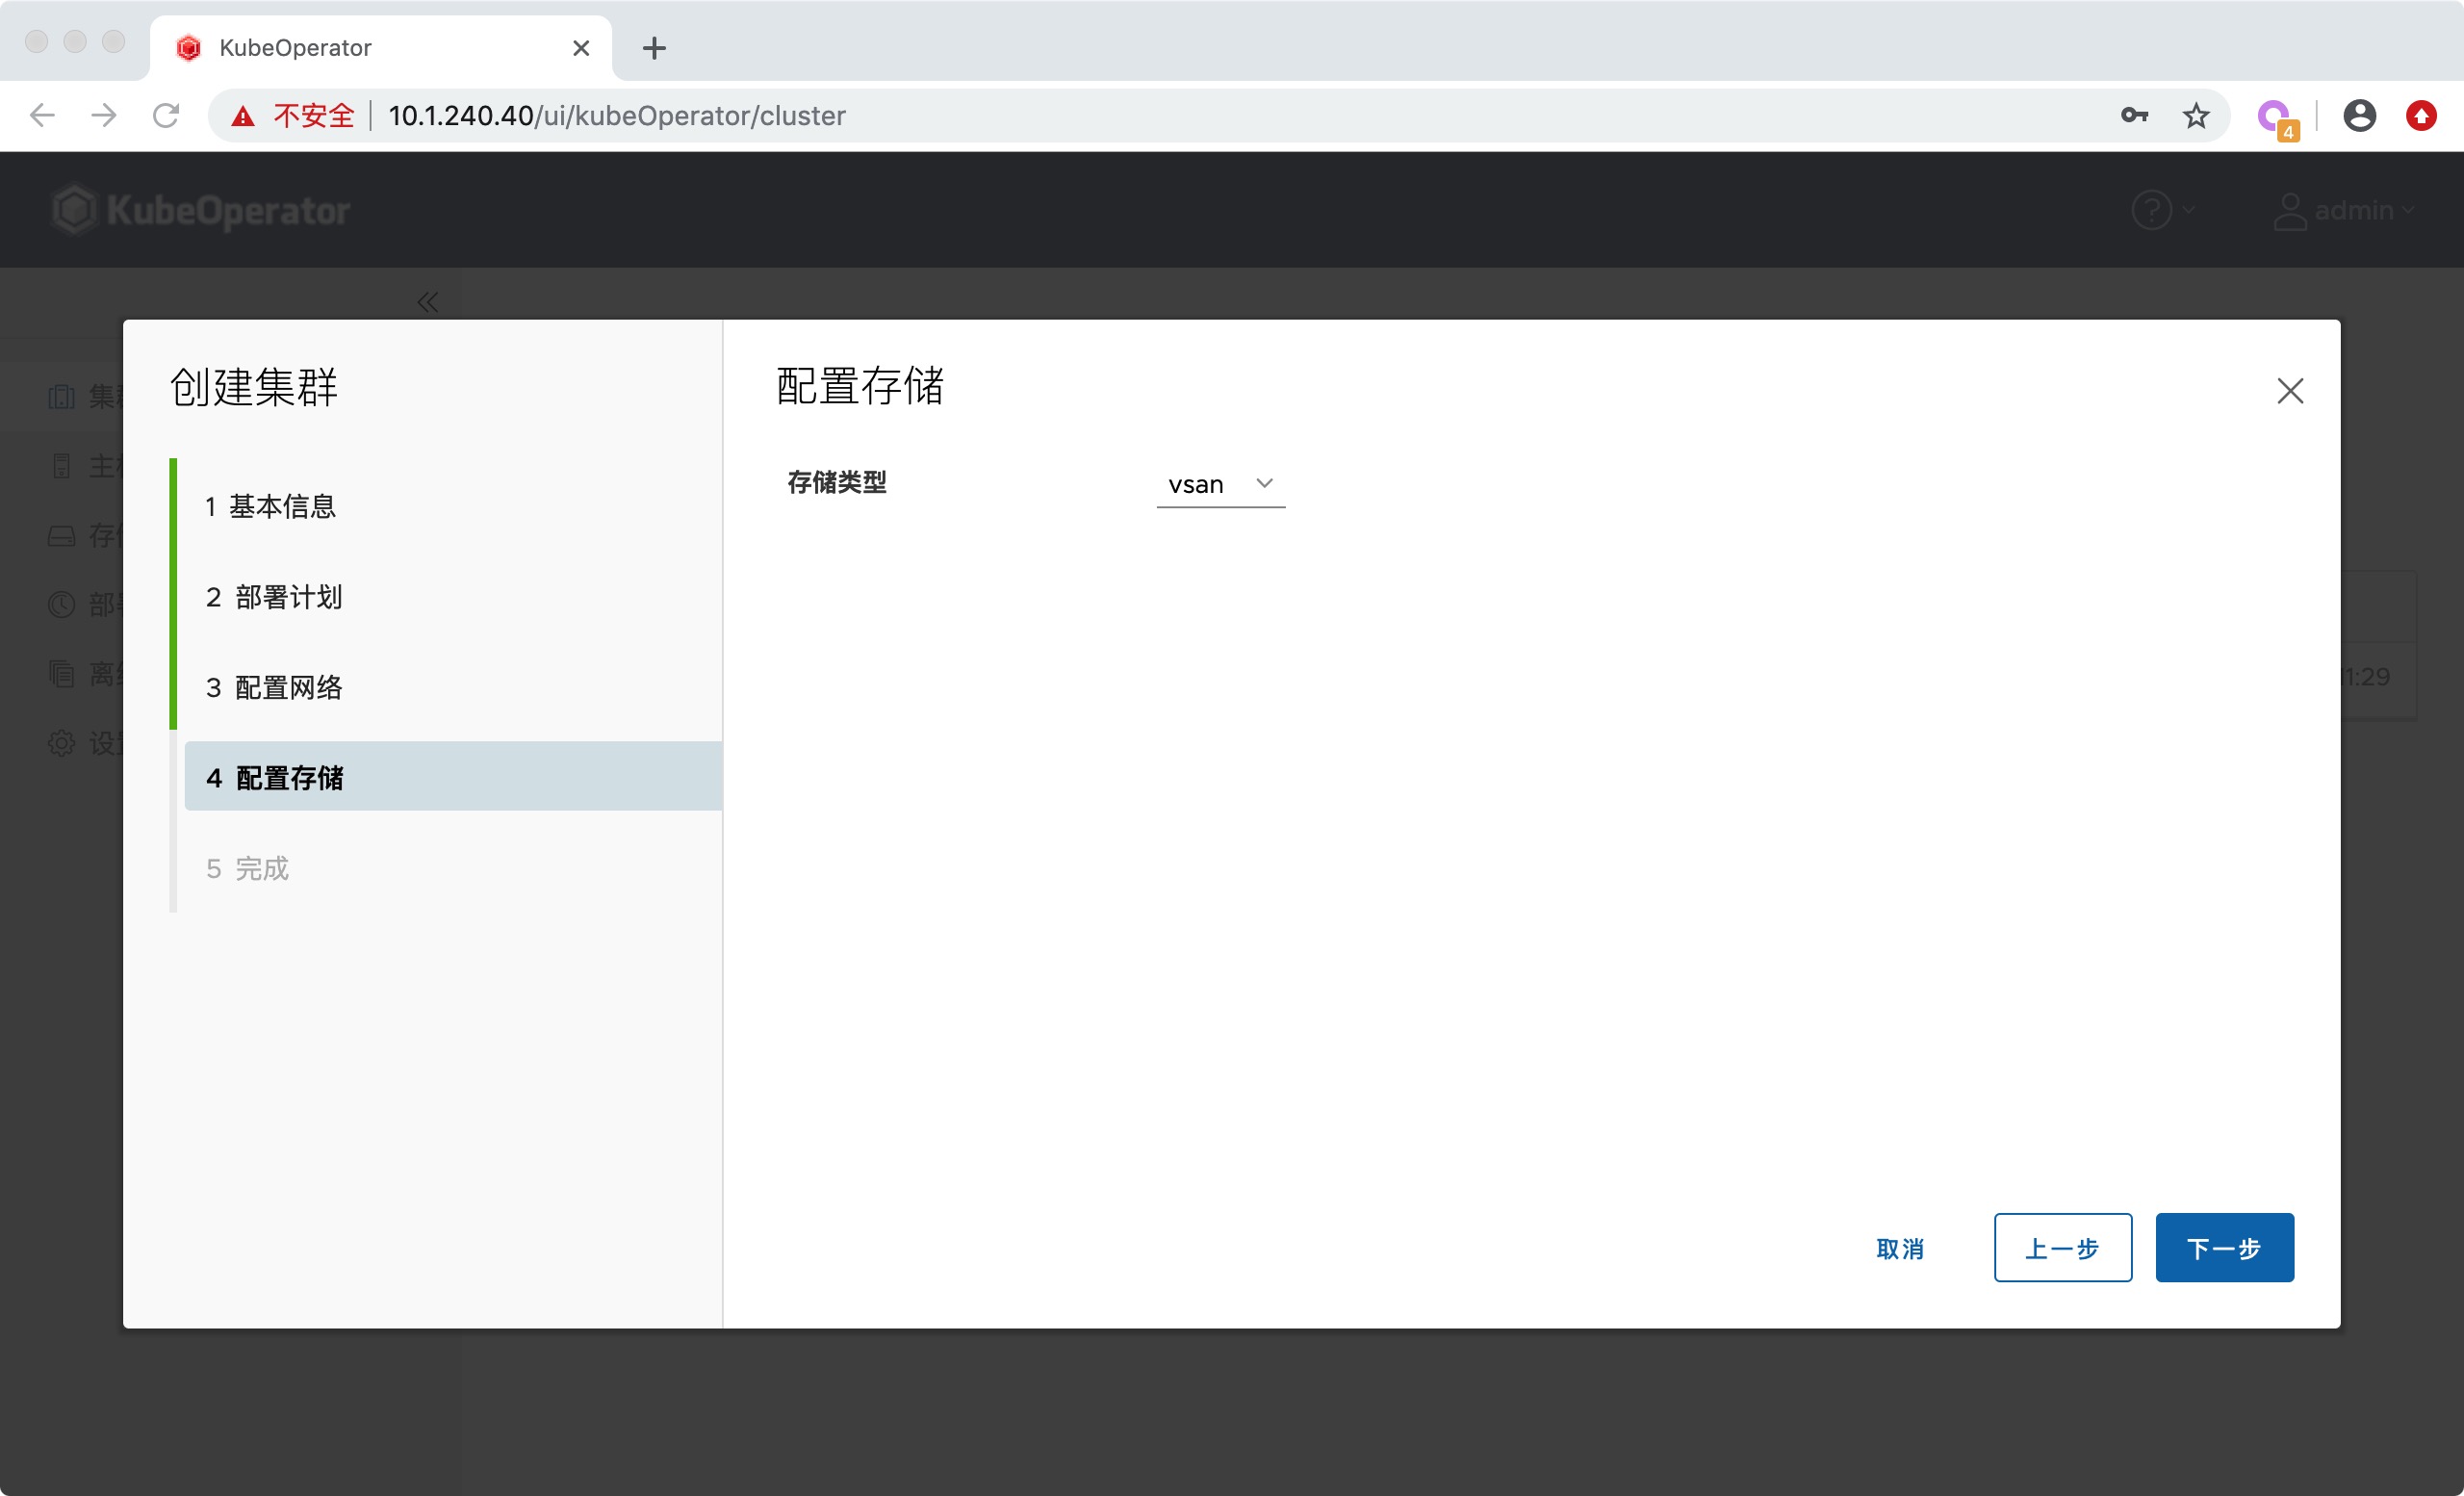 KubeOperator
不安全 10.1.240.40/ui/kubeOperator/cluster
4
KubeOperator
? admin
创建集群
1 基本信息
2 部署计划
3 配置网络
4 配置存储
5 完成
配置存储
存储类型 vsan
取消 上一步 下一步
集
主
存
部
离
设
1:29